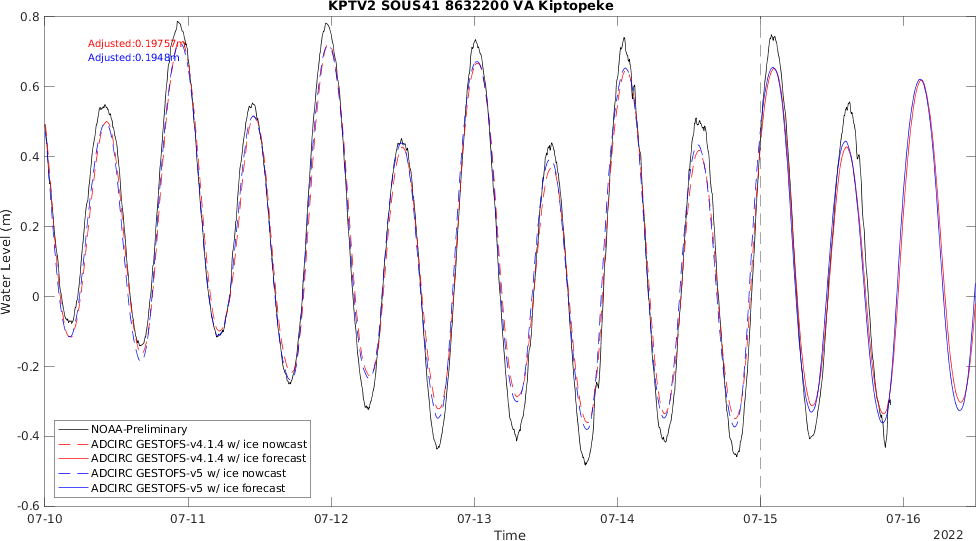 KPTV2 SOUS41 8632200 VA Kiptopeke
0.8
Adjusted:0.19757m
Adjusted:0.1948m
0.6
0.4
0.2
Water Level (m)
0
-0.2
-0.4
NOAA-Preliminary
ADCIRC GESTOFS-v4.1.4 w/ ice nowcast
ADCIRC GESTOFS-v4.1.4 w/ ice forecast
ADCIRC GESTOFS-v5 w/ ice nowcast
ADCIRC GESTOFS-v5 w/ ice forecast
-0.6
07-10 07-11 07-12 07-13 07-14 07-15 07-16
Time
2022